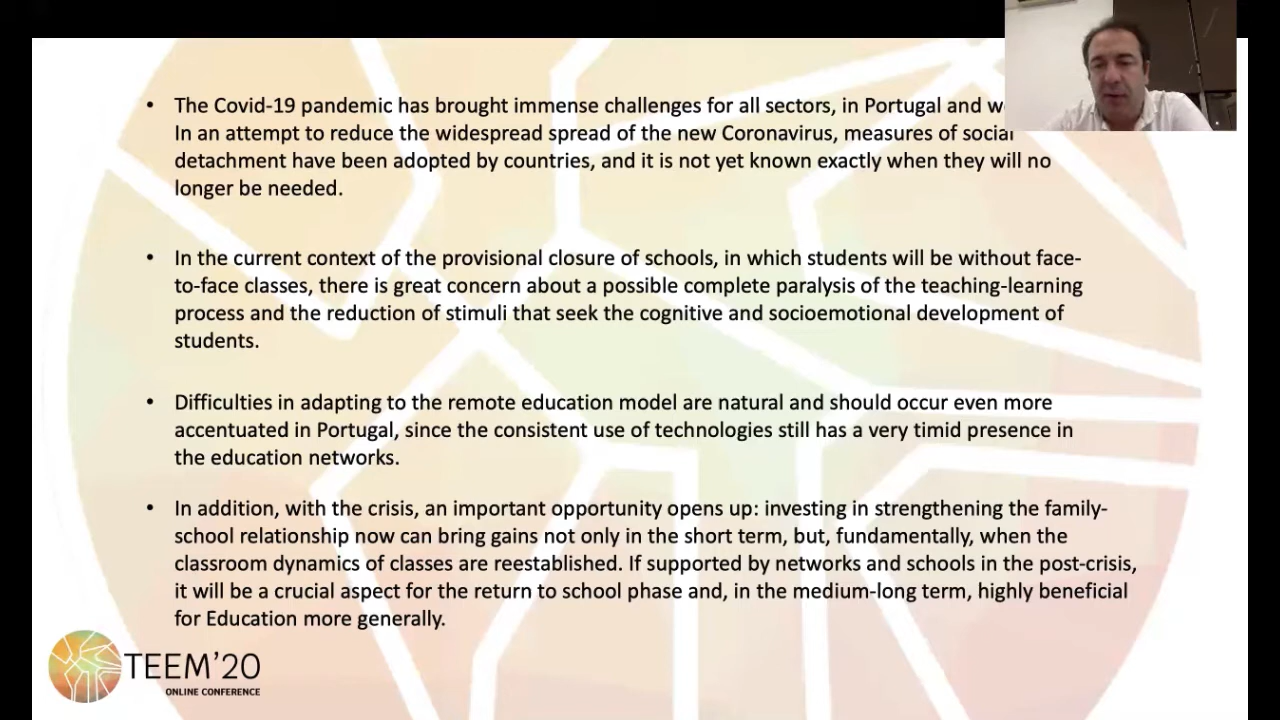 • The Covid-19 pandemic has brought immense challenges for all sectors, in Portugal and
In an attempt to reduce the widespread spread of the new Coronavirus, measures of social
detachment have been adopted by countries, and it is not yet known exactly when they will no
longer be needed.
• In the current context of the provisional closure of schools, in which students will be without face-
to-face classes, there is great concern about a possible complete paralysis of the teaching-learning
process and the reduction of stimuli that seek the cognitive and socioemotional development of
students.
• Difficulties in adapting to the remote education model are natural and should occur even more
accentuated in Portugal, since the consistent use of technologies still has a very timid presence in
the education networks.
• In addition, with the crisis, an important opportunity opens up: investing in strengthening the family-
school relationship now can bring gains not only in the short term, but, fundamentally, when the
classroom dynamics of classes are reestablished. If supported by networks and schools in the post-crisis,
it will be a crucial aspect for the return to school phase and, in the medium-long term, highly beneficial
for Education more generally.
TEEM'20
ONLINE CONFERENCE